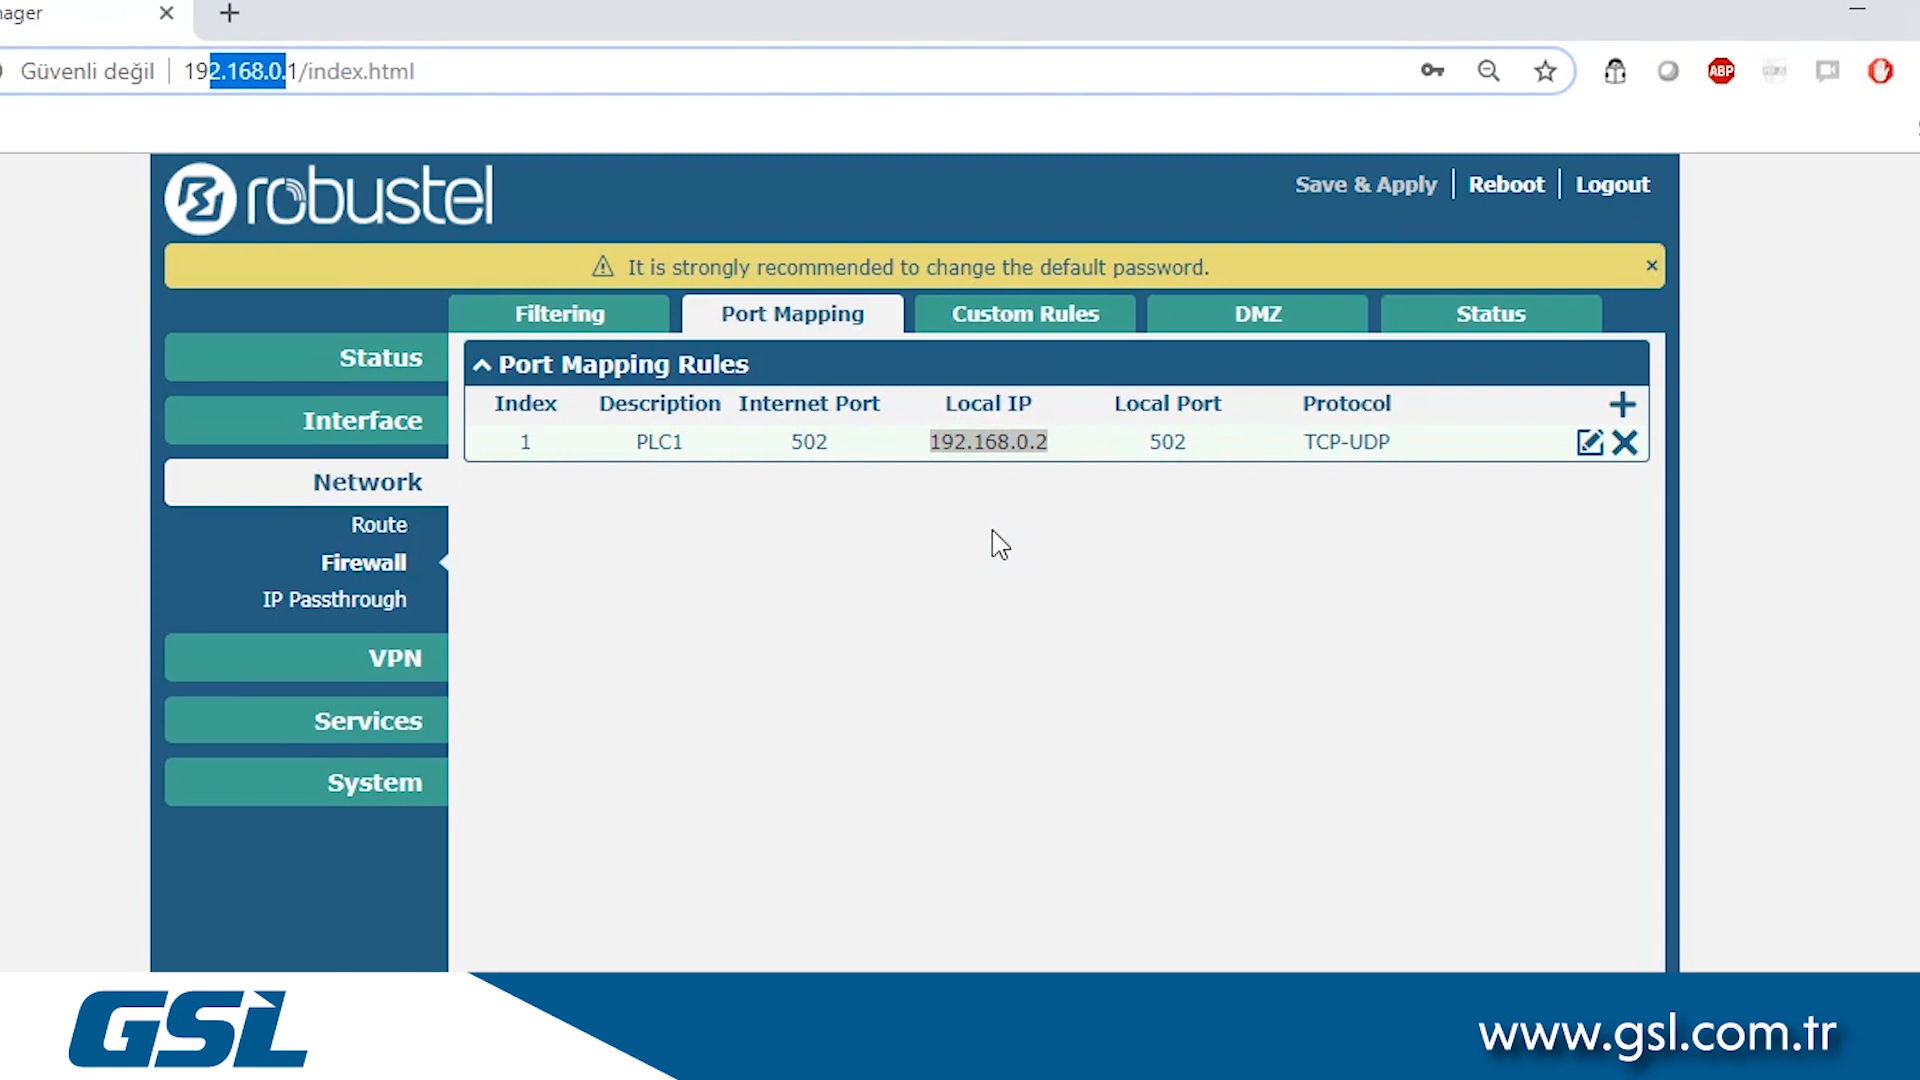 nager
Güvenli değil 192.168.0.1/index.html
ABP
robustel
Save & Apply Reboot Logout
It is strongly recommended to change the default password.
Filtering Port Mapping Custom Rules DMZ Status
Status
Interface
Network
Route
Firewall
IP Passthrough
VPN
Services
System
Port Mapping Rules
Index Description Internet Port Local IP Local Port Protocol
1 PLC1 502 192.168.0.2 502 TCP-UDP
GSL
www.gsl.com.tr